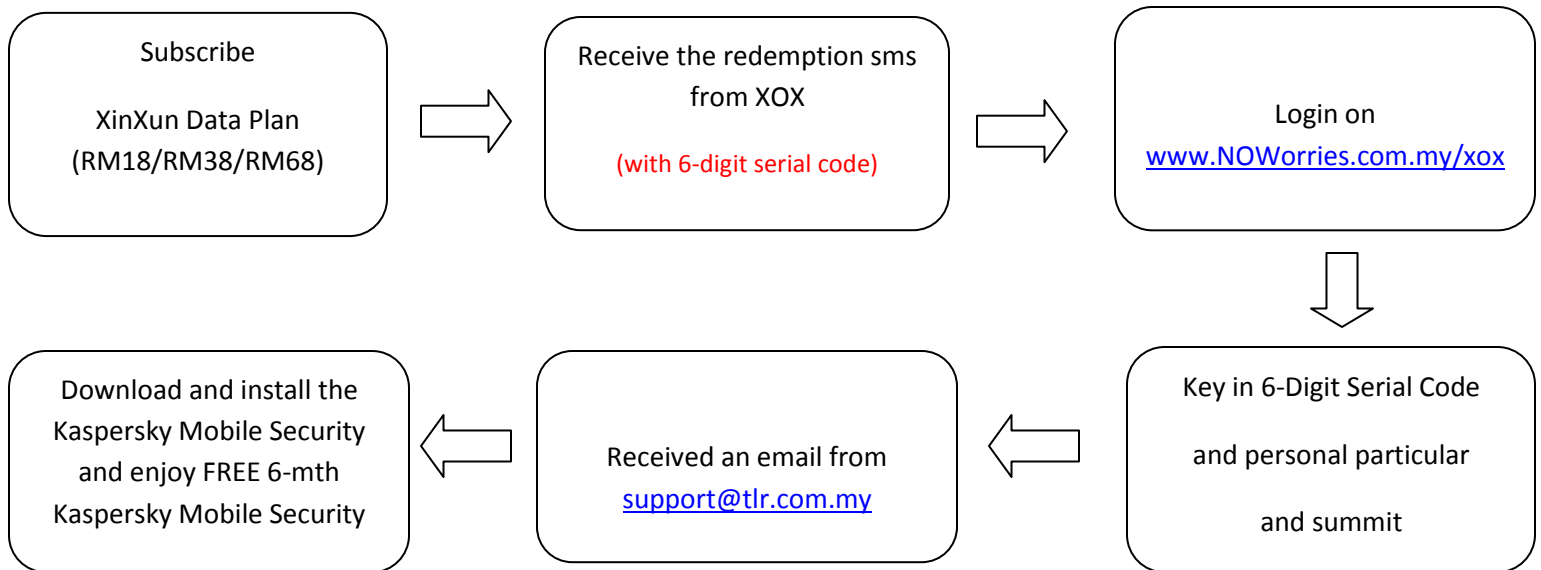 Subscribe
XinXun Data Plan
(RM18/RM38/RM68)
Receive the redemption sms
from XOX
(with 6-digit serial code)
Login on
www.NOWorries.com.my/xox
Key in 6-Digit Serial Code
and personal particular
and summit
Received an email from
support@tlr.com.my
Download and install the
Kaspersky Mobile Security
and enjoy FREE 6-mth
Kaspersky Mobile Security